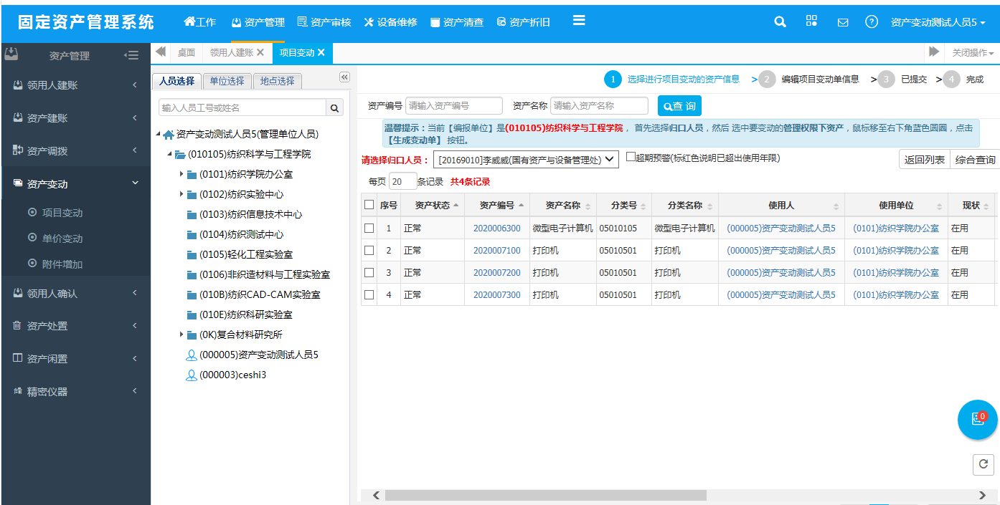 固定资产管理系统 工作 资产管理 资产审核 设备维修 资产清查 资产折旧 资产变动测试人员5
资产管理 桌面 领用人建账 项目变动 关闭操作
领用人建账
资产建账
资产调拨
资产变动
项目变动
单价变动
附件增加
领用人确认
资产处置
资产闲置
精密仪器
人员选择 单位选择 地点选择
输入人员工号或姓名
资产变动测试人员5(管理单位人员)
(010105)纺织科学与工程学院
(0101)纺织学院办公室
(0102)纺织实验中心
(0103)纺织信息技术中心
(0104)纺织测试中心
(0105)轻化工程实验室
(0106)非织造材料与工程实验室
(010B)纺织CAD-CAM实验室
(010E)纺织科研实验室
(0K)复合材料研究所
(000005)资产变动测试人员5
(000003)ceshi3
1 选择进行项目变动的资产信息 > 2 编辑项目变动单信息 > 3 已提交 > 4 完成
资产编号 请输入资产编号 资产名称 请输入资产名称 查 询
温馨提示：当前【编报单位】是(010105)纺织科学与工程学院， 首先选择归口人员，然后 选中要变动的管理权限下资产，鼠标移至右下角蓝色圆圈，点击
【生成变动单】 按钮。
请选择归口人员： [20169010]李威威(国有资产与设备管理处) 超期预警(标红色说明已超出使用年限) 返回列表 综合查询
每页 20 条记录 共4条记录
序号 资产状态 资产编号 资产名称 分类号 分类名称 使用人 使用单位 现状
1 正常 2020006300 微型电子计算机 05010105 微型电子计算机 (000005)资产变动测试人员5 (0101)纺织学院办公室 在用
2 正常 2020007100 打印机 05010501 打印机 (000005)资产变动测试人员5 (0101)纺织学院办公室 在用
3 正常 2020007200 打印机 05010501 打印机 (000005)资产变动测试人员5 (0101)纺织学院办公室 在用
4 正常 2020007300 打印机 05010501 打印机 (000005)资产变动测试人员5 (0101)纺织学院办公室 在用
0